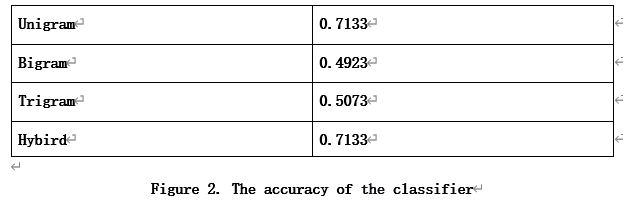 Unigram 0.7133
Bigram 0.4923
Trigram 0.5073
Hybird 0.7133
Figure 2. The accuracy of the classifier